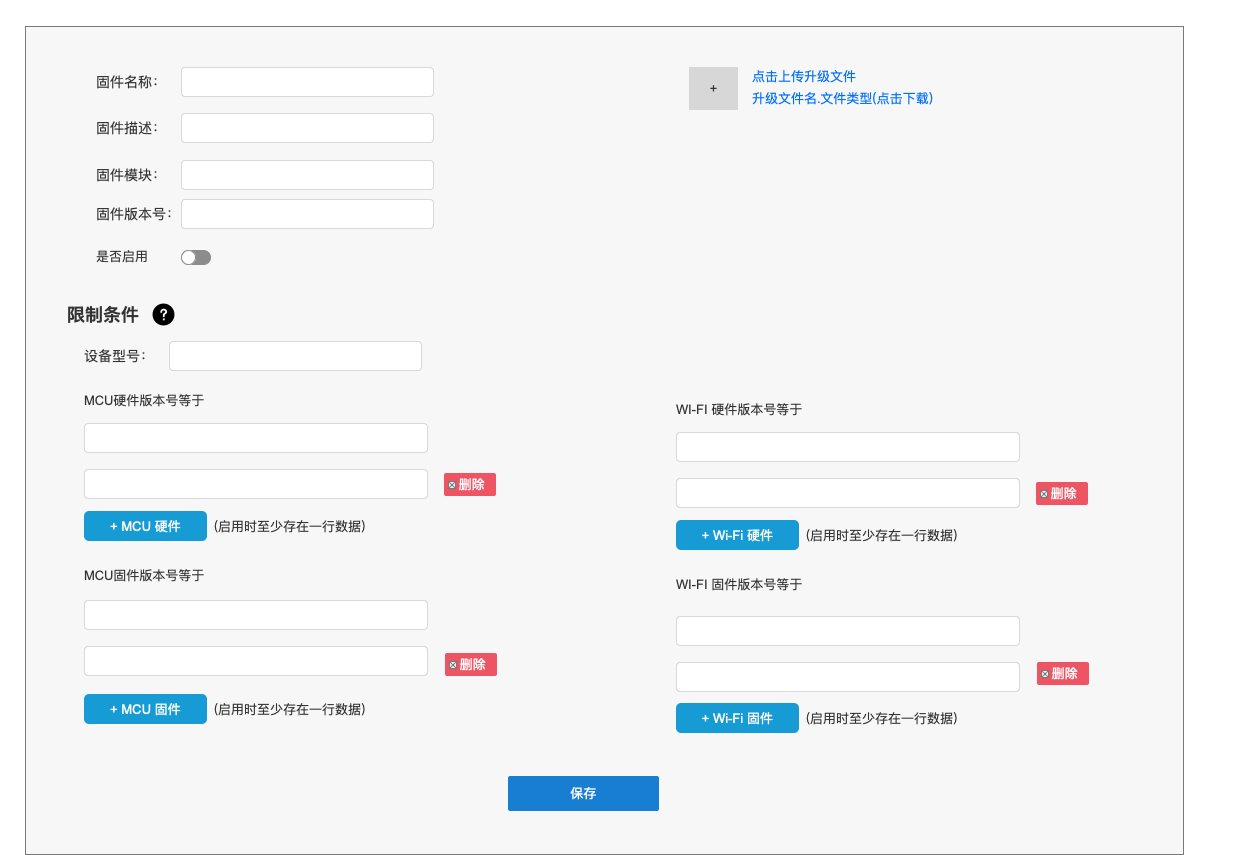 固件名称：
+
点击上传升级文件
升级文件名.文件类型(点击下载)
固件描述：
固件模块：
固件版本号：
是否启用
限制条件 ?
设备型号：
MCU硬件版本号等于
删除
+ MCU 硬件 (启用时至少存在一行数据)
WI-FI 硬件版本号等于
删除
+ Wi-Fi 硬件 (启用时至少存在一行数据)
MCU固件版本号等于
删除
+ MCU 固件 (启用时至少存在一行数据)
WI-FI 固件版本号等于
删除
+ Wi-Fi 固件 (启用时至少存在一行数据)
保存